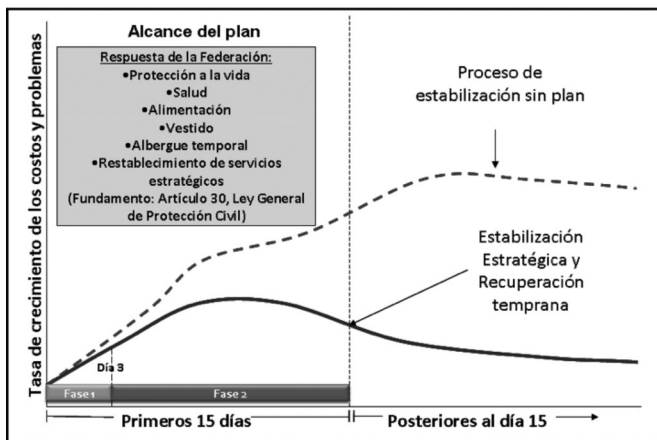 Alcance del plan
Respuesta de la Federación:
•Protección a la vida
•Salud
•Alimentación
•Vestido
•Albergue temporal
•Restablecimiento de servicios
estratégicos
(Fundamento: Artículo 30, Ley General
de Protección Civil)
Proceso de
estabilización sin plan
Estabilización
Estratégica y
Recuperación
temprana
Tasa de crecimiento de los costos y problemas
Día 3
Fase 1
Fase 2
Primeros 15 días
Posteriores al día 15